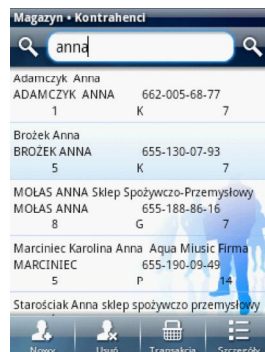 Magazyn • Kontrahenci
anna
Adamczyk Anna
ADAMCZYK ANNA 662-005-68-77
1 K 7
Brożek Anna
BROŻEK ANNA 655-130-07-93
5 K 7
MOŁAS ANNA Sklep Spożywczo-Przemysłowy
MOŁAS ANNA 655-188-86-16
8 G 7
Marciniec Karolina Anna Aqua Miusic Firma
MARCINIEC 655-190-09-49
5 P 14
Starościak Anna sklep spożywczo przemysłowy
Nowy Usuń Transakcja Szczegóły